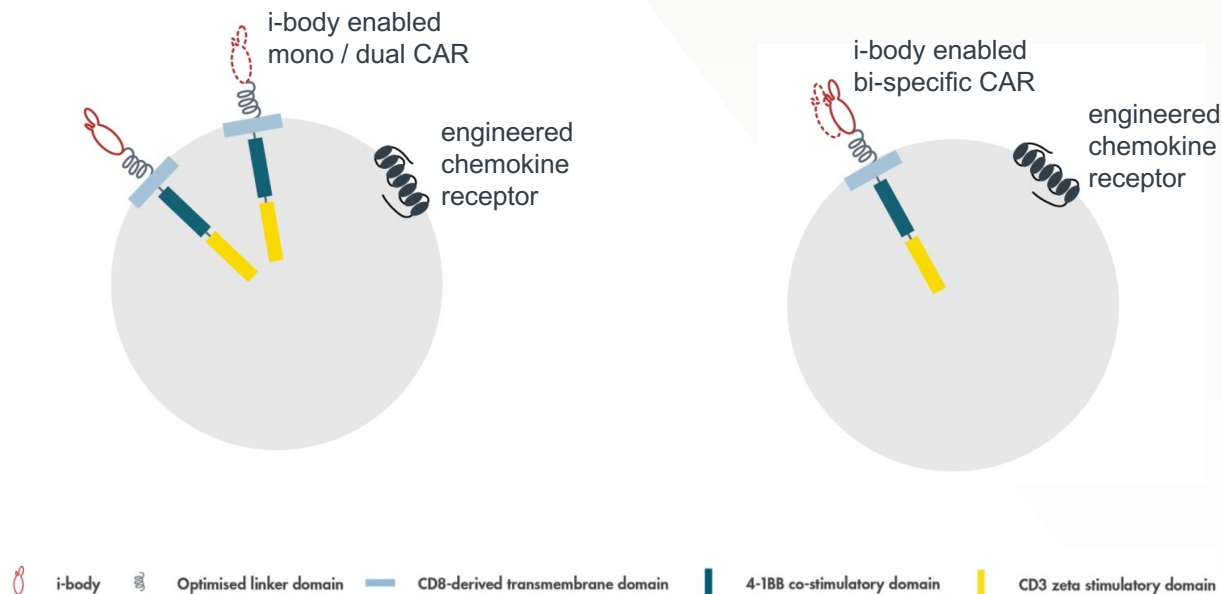 i-body enabled
mono / dual CAR
engineered
chemokine
receptor
i-body enabled
bi-specific CAR
engineered
chemokine
receptor
i-body
Optimised linker domain
CD8-derived transmembrane domain
4-1BB co-stimulatory domain
CD3 zeta stimulatory domain